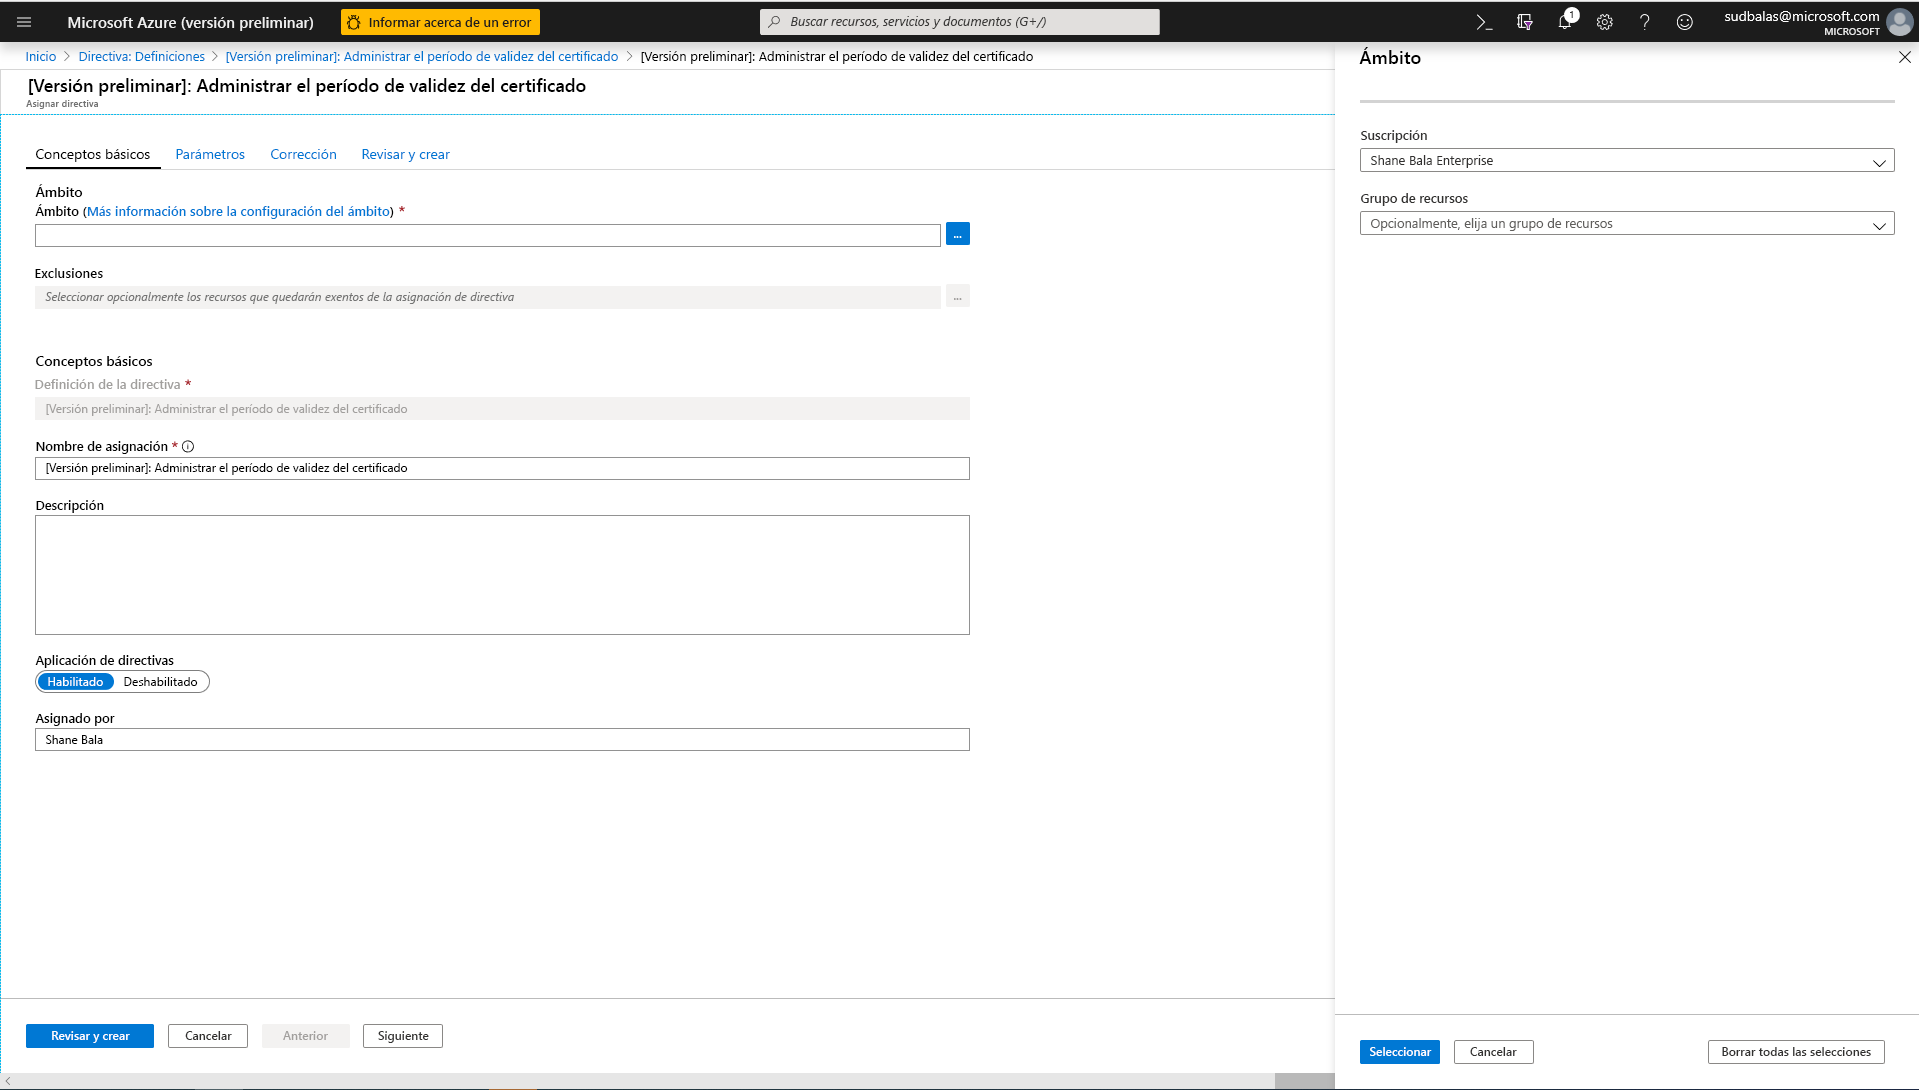 Microsoft Azure (versión preliminar)
Informar acerca de un error
Buscar recursos, servicios y documentos (G+/)
1
sudbalas@microsoft.com
MICROSOFT
Inicio > Directiva: Definiciones > [Versión preliminar]: Administrar el período de validez del certificado > [Versión preliminar]: Administrar el período de validez del certificado
[Versión preliminar]: Administrar el período de validez del certificado
Asignar directiva
Conceptos básicos Parámetros Corrección Revisar y crear
Ámbito
Ámbito (Más información sobre la configuración del ámbito) *
...
Exclusiones
Seleccionar opcionalmente los recursos que quedarán exentos de la asignación de directiva
...
Conceptos básicos
Definición de la directiva *
[Versión preliminar]: Administrar el período de validez del certificado
Nombre de asignación *
[Versión preliminar]: Administrar el período de validez del certificado
Descripción
Aplicación de directivas
Habilitado Deshabilitado
Asignado por
Shane Bala
Revisar y crear Cancelar Anterior Siguiente
Ámbito
Suscripción
Shane Bala Enterprise
Grupo de recursos
Opcionalmente, elija un grupo de recursos
Seleccionar Cancelar Borrar todas las selecciones